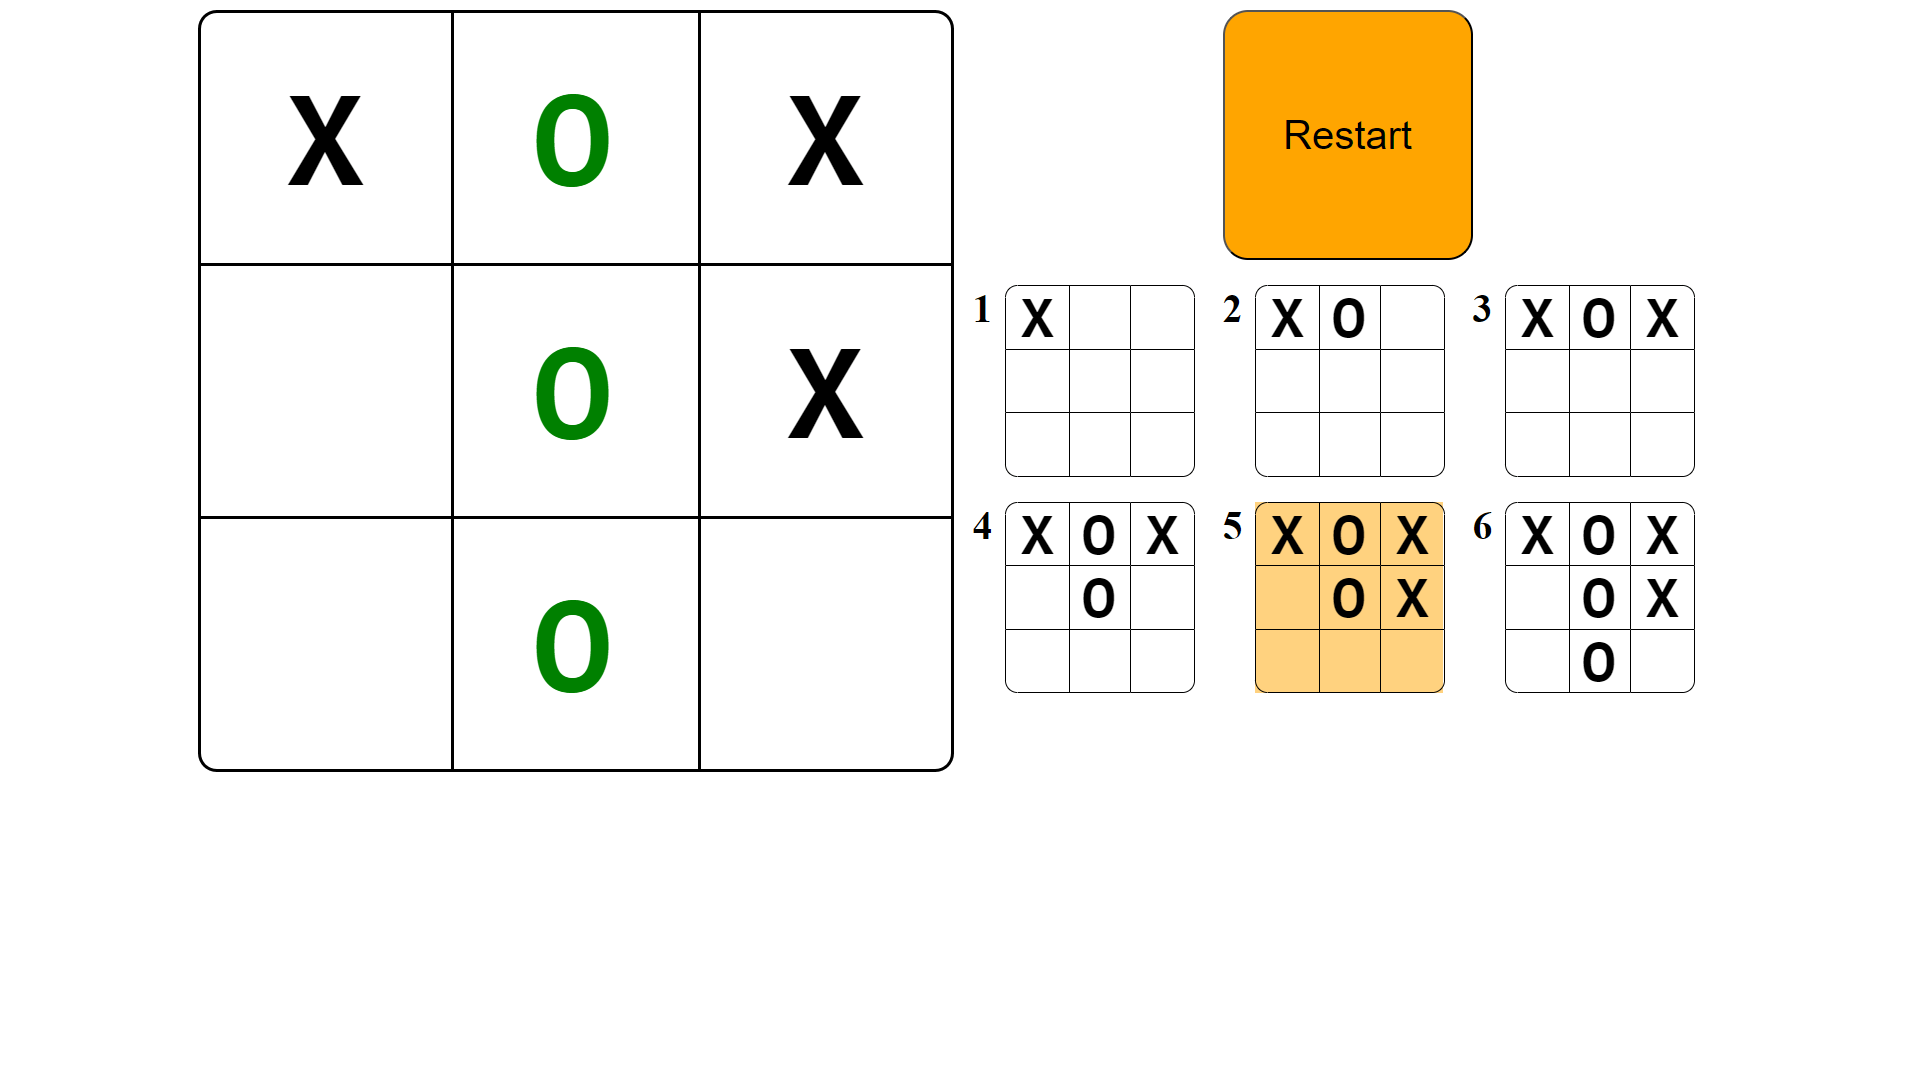 X O X
O X
O
Restart
1 X
2 X O
3 X O X
4 X O X
O
5 X O X
O X
6 X O X
O X
O